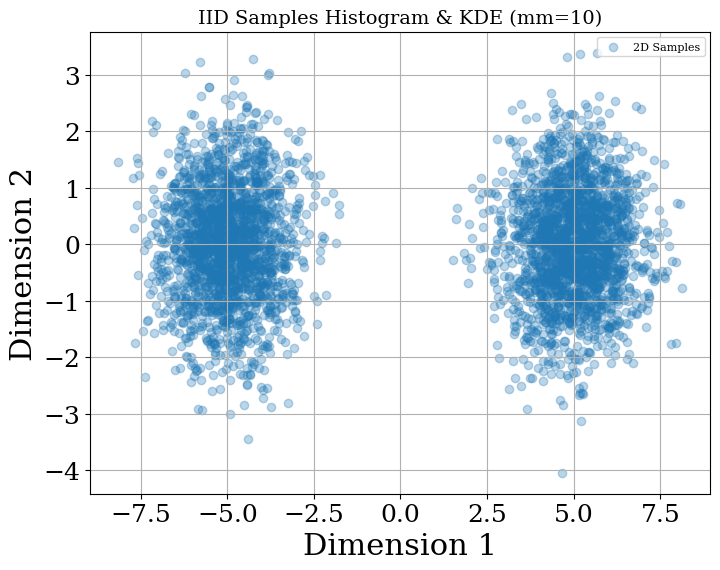 IID Samples Histogram & KDE (mm=10)
2D Samples
Dimension 2
3
2
1
0
−1
−2
−3
−4
−7.5 −5.0 −2.5 0.0 2.5 5.0 7.5
Dimension 1